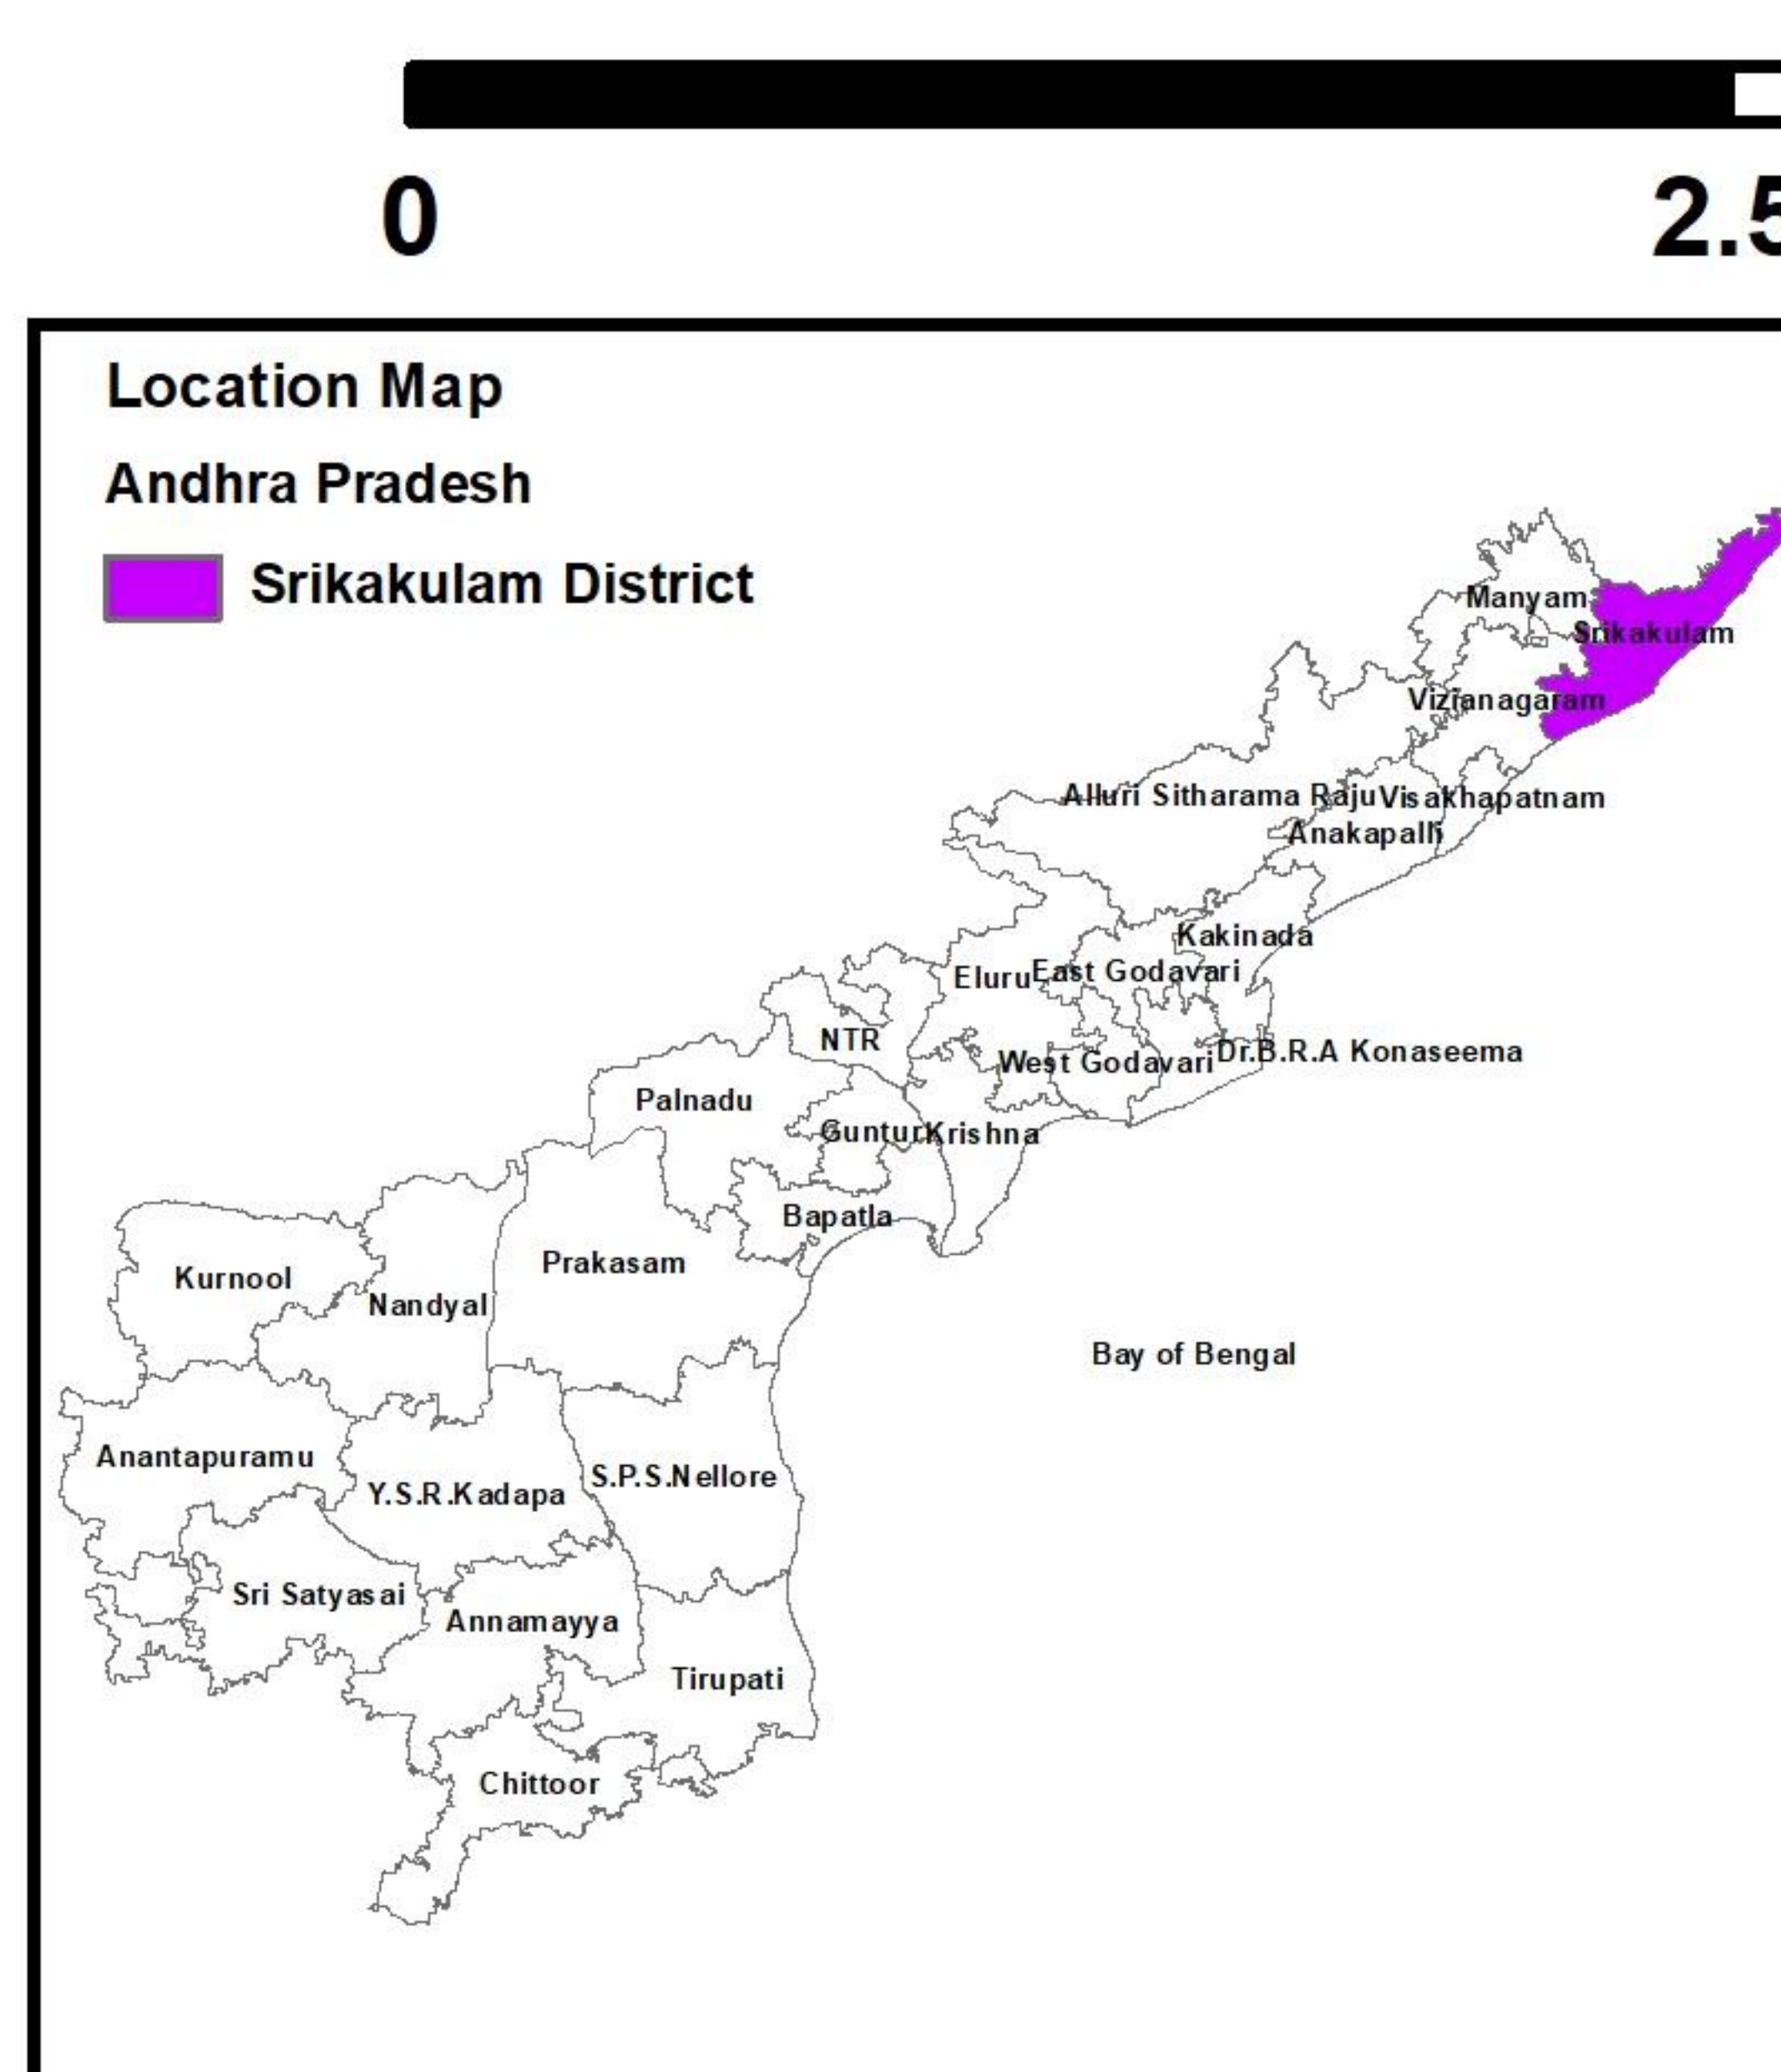 0 2.5
Location Map
Andhra Pradesh
Srikakulam District
Manyam
Srikakulam
Vizianagaram
Alluri Sitharama Raju Visakhapatnam
Anakapalli
Kakinada
Eluru East Godavari
NTR
West Godavari Dr.B.R.A Konaseema
Palnadu
Guntur Krishna
Bapatla
Prakasam
Kurnool
Nandyal
Bay of Bengal
Anantapuramu
S.P.S.Nellore
Y.S.R.Kadapa
Sri Satyasai
Annamayya
Tirupati
Chittoor